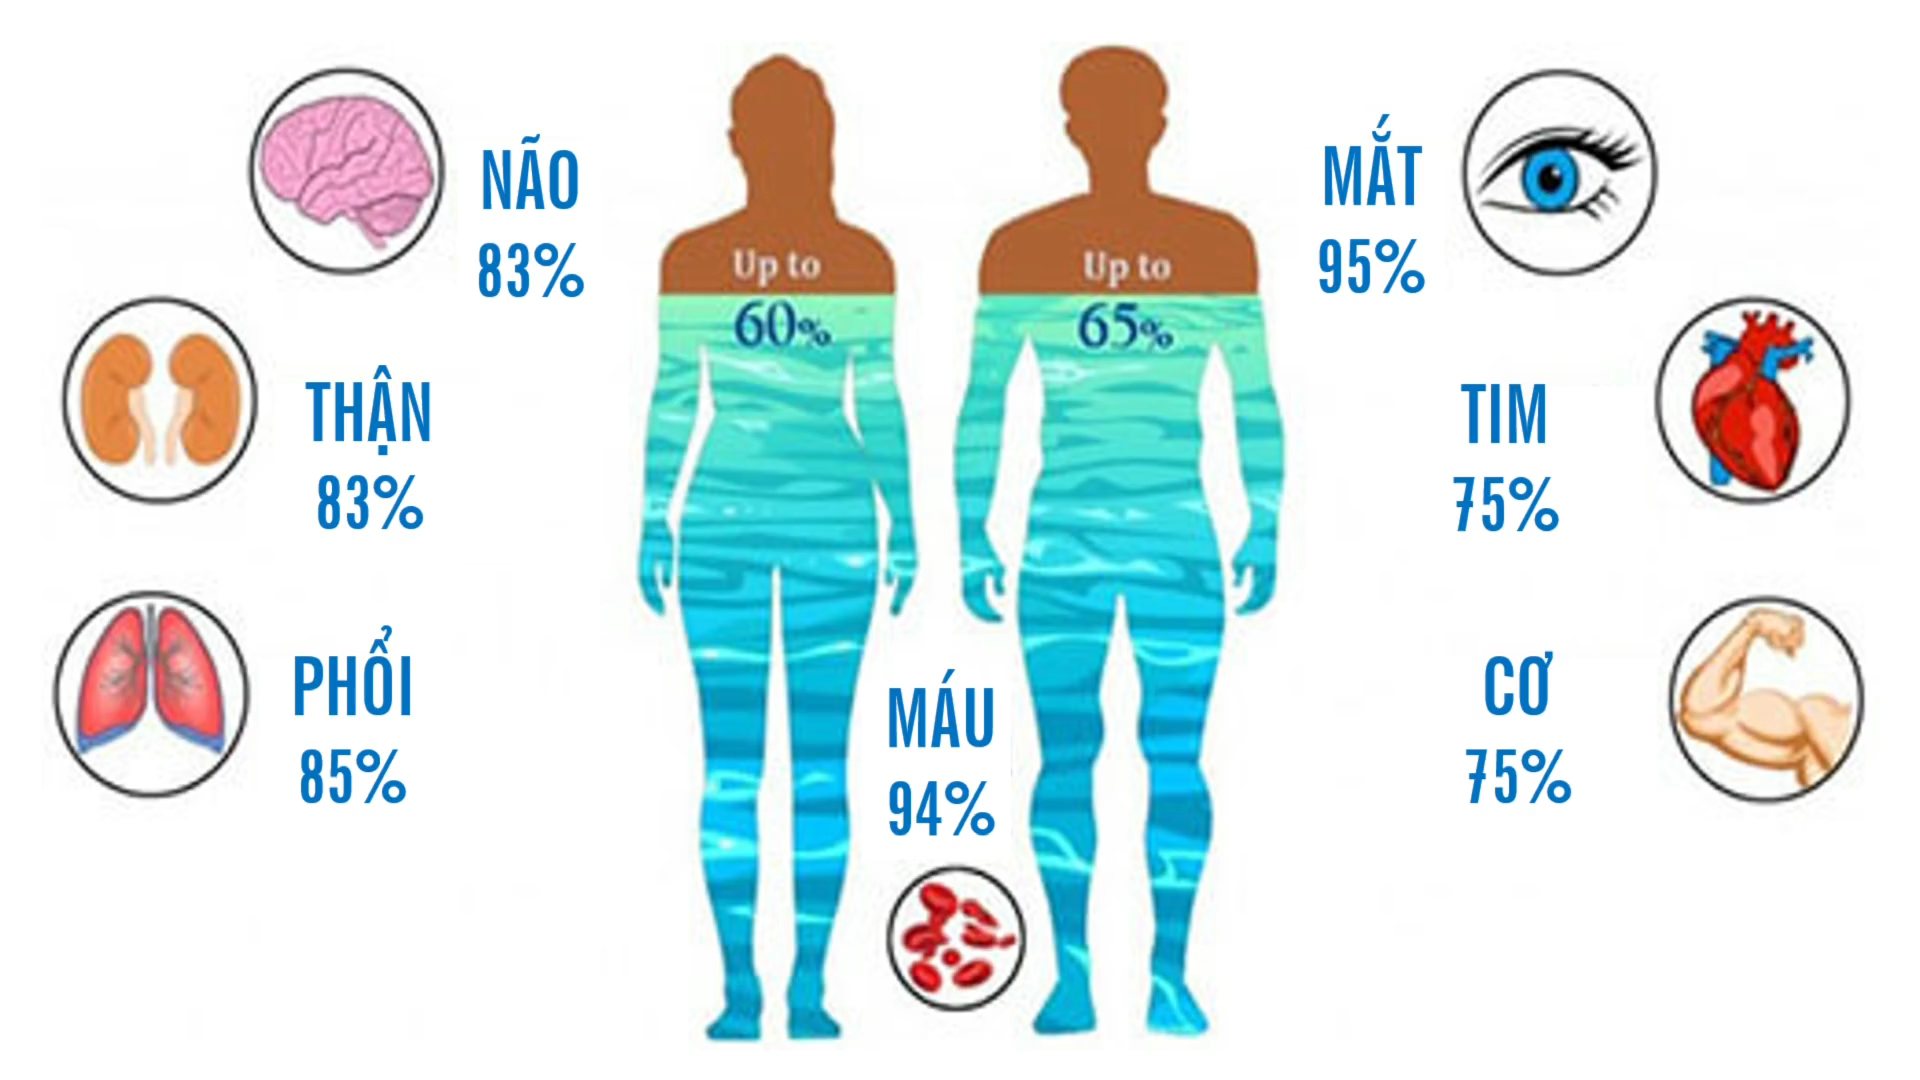 NÃO
83%
THẬN
83%
PHỔI
85%
Up to
60%
Up to
65%
MÁU
94%
MẮT
95%
TIM
75%
CƠ
75%